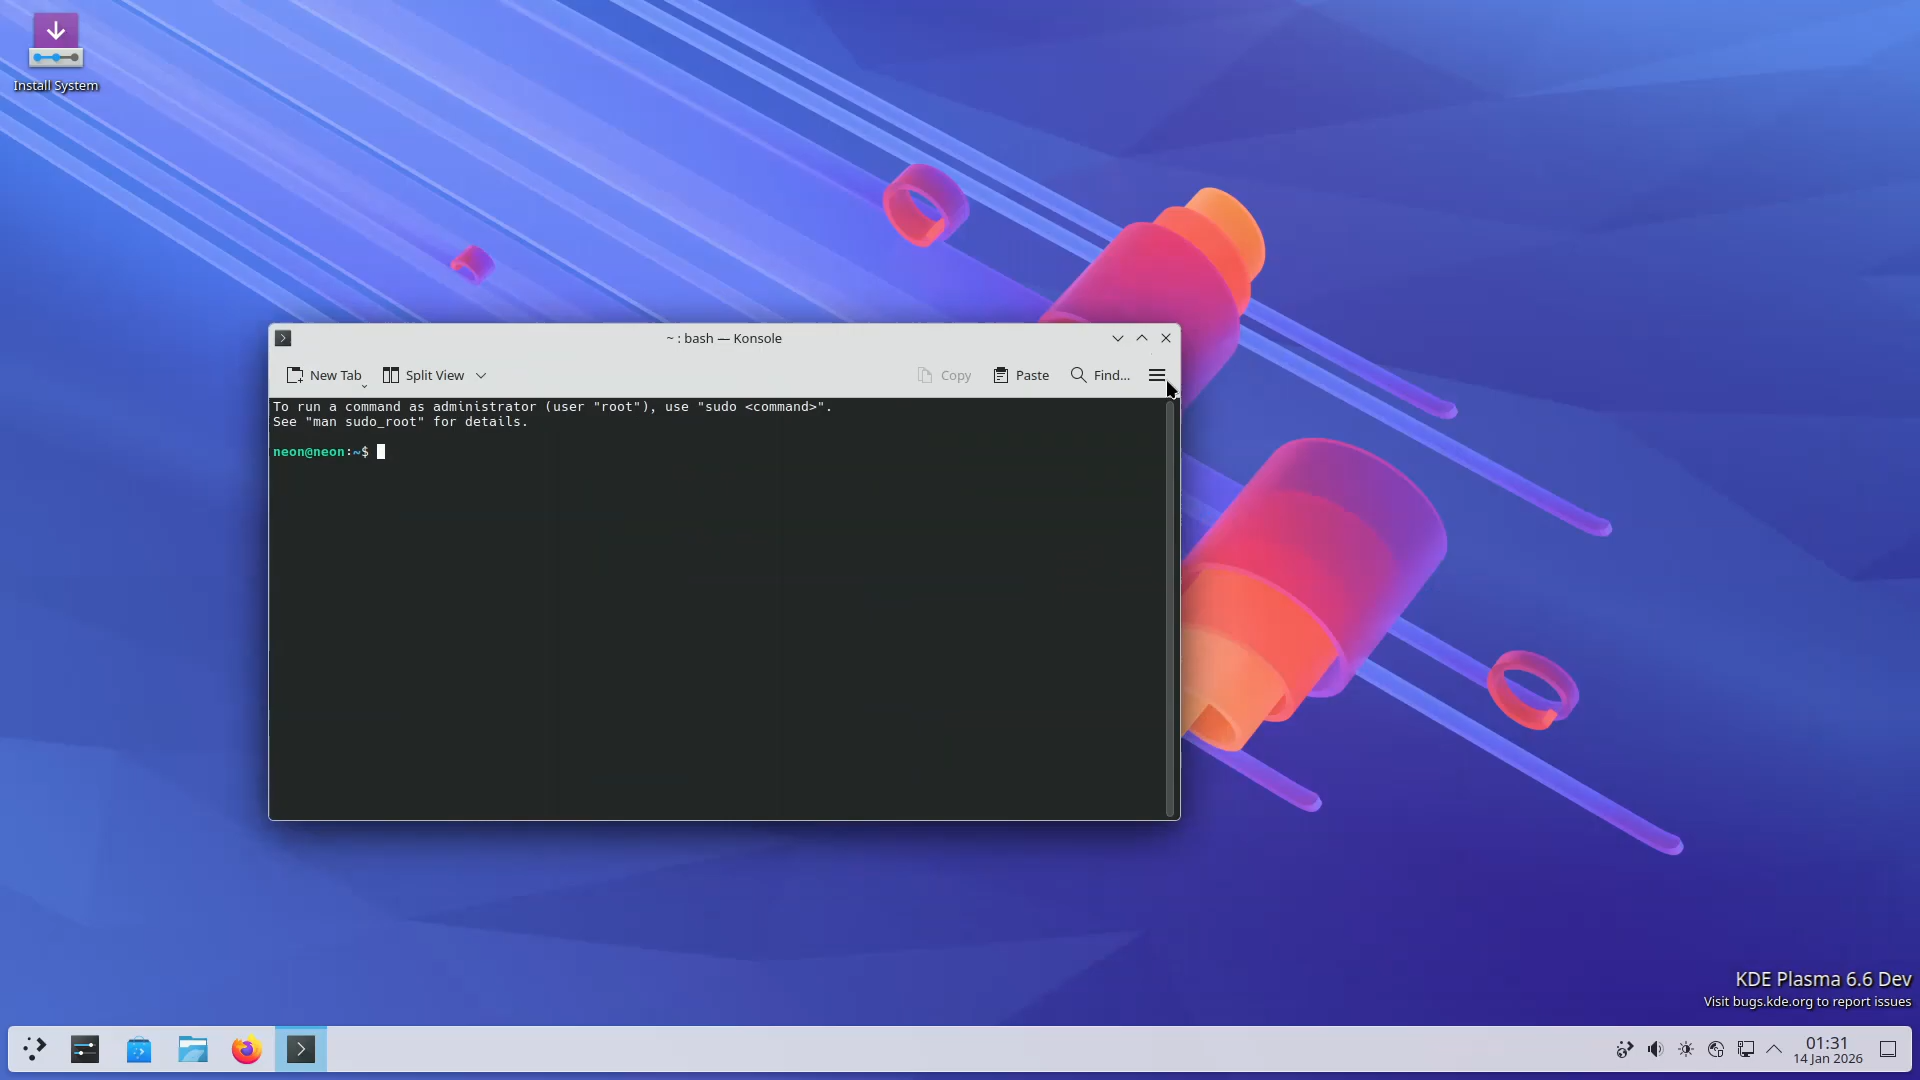 Install System
~ : bash — Konsole
New Tab
Split View
Copy
Paste
Find...
To run a command as administrator (user "root"), use "sudo <command>".
See "man sudo_root" for details.
neon@neon:~$
KDE Plasma 6.6 Dev
Visit bugs.kde.org to report issues
01:31
14 Jan 2026